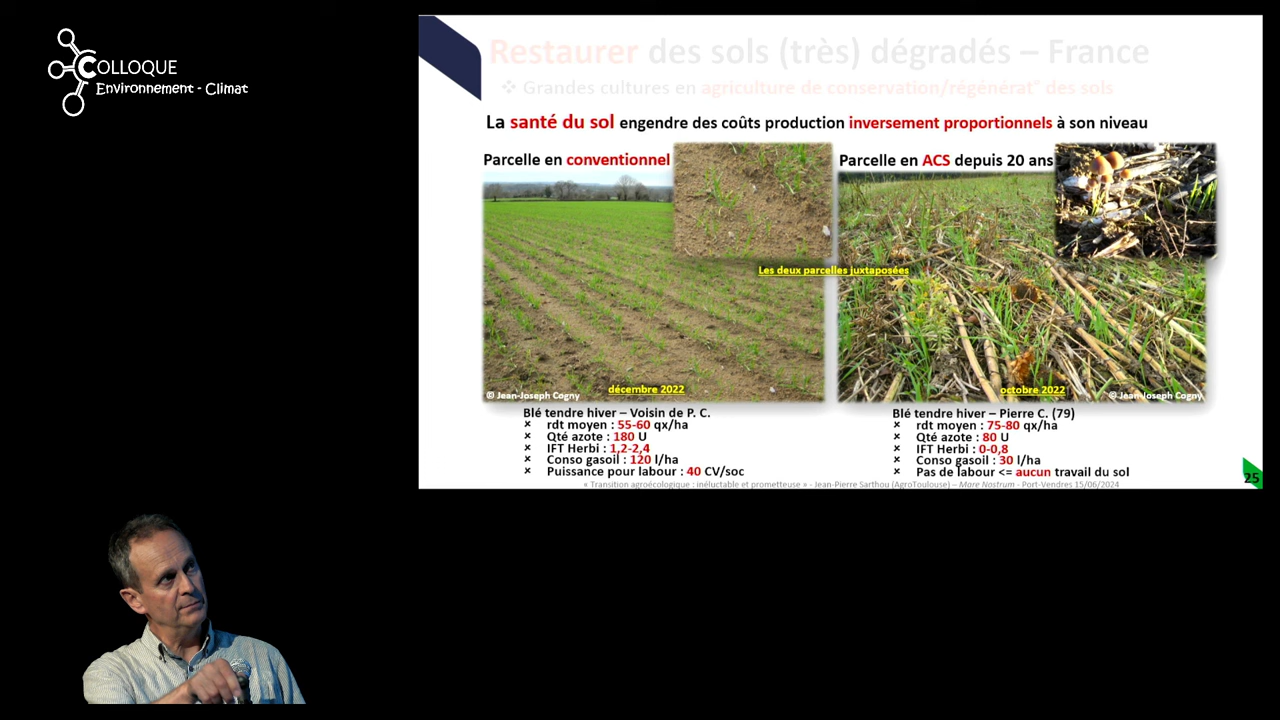 COLLOQUE
Environnement - Climat
Restaurer des sols (très) dégradés – France
❖ Grandes cultures en agriculture de conservation/régénérat° des sols
La santé du sol engendre des coûts production inversement proportionnels à son niveau
Parcelle en conventionnel
Parcelle en ACS depuis 20 ans
Les deux parcelles juxtaposées
décembre 2022
© Jean-Joseph Cogny
octobre 2022
© Jean-Joseph Cogny
Blé tendre hiver – Voisin de P. C.
× rdt moyen : 55-60 qx/ha
× Qté azote : 180 U
× IFT Herbi : 1,2-2,4
× Conso gasoil : 120 l/ha
× Puissance pour labour : 40 CV/soc
Blé tendre hiver – Pierre C. (79)
× rdt moyen : 75-80 qx/ha
× Qté azote : 80 U
× IFT Herbi : 0-0,8
× Conso gasoil : 30 l/ha
× Pas de labour <= aucun travail du sol
« Transition agroécologique : inéluctable et prometteuse » - Jean-Pierre Sarthou (AgroToulouse) – Mare Nostrum - Port-Vendres 15/06/2024
25